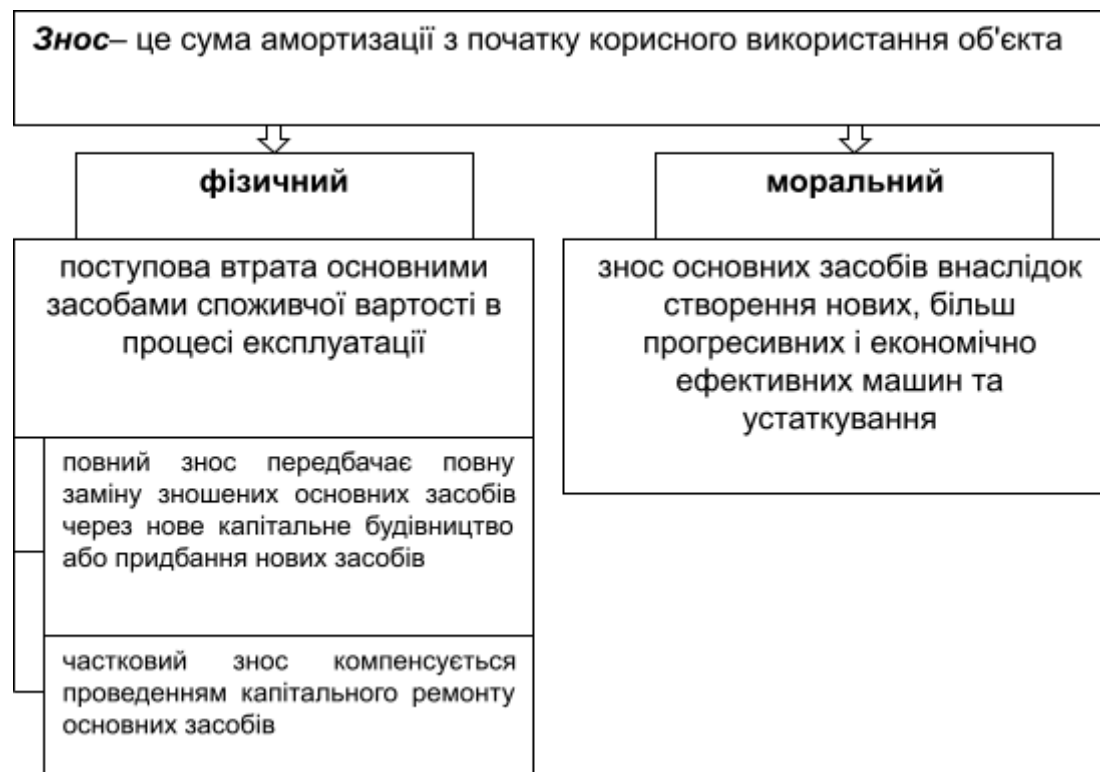 Знос– це сума амортизації з початку корисного використання об'єкта
фізичний
моральний
поступова втрата основними
засобами споживчої вартості в
процесі експлуатації
знос основних засобів внаслідок
створення нових, більш
прогресивних і економічно
ефективних машин та
устаткування
повний знос передбачає повну
заміну зношених основних засобів
через нове капітальне будівництво
або придбання нових засобів
частковий знос компенсується
проведенням капітального ремонту
основних засобів